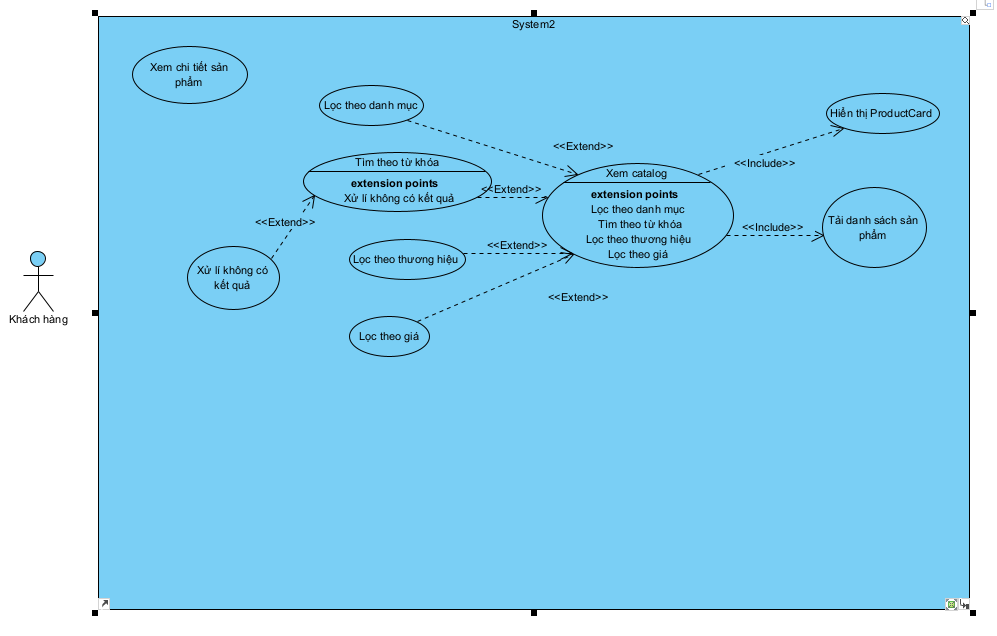 System2
Xem chi tiết sản
phẩm
Lọc theo danh mục
<<Extend>>
Hiển thị ProductCard
<<Include>>
Tìm theo từ khóa
extension points
Xử lí không có kết quả
<<Extend>>
Xem catalog
extension points
Lọc theo danh mục
Tìm theo từ khóa
Lọc theo thương hiệu
Lọc theo giá
<<Include>>
Tải danh sách sản
phẩm
<<Extend>>
Xử lí không có
kết quả
Lọc theo thương hiệu
<<Extend>>
<<Extend>>
Lọc theo giá
Khách hàng